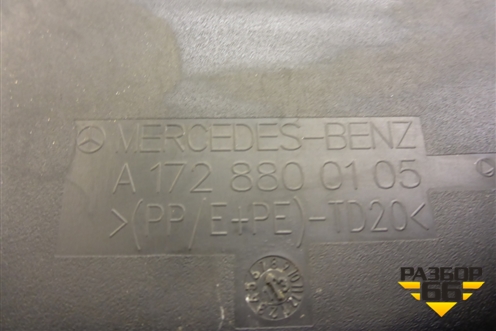 MERCEDES-BENZ
A 172 880 01 05
>(PP/E+PE)-TD20<
РАЗБОР
66